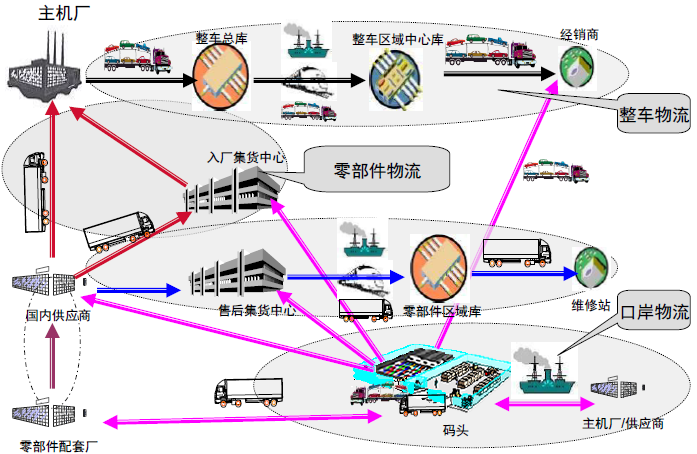 主机厂
整车总库
整车区域中心库
经销商
整车物流
入厂集货中心
零部件物流
国内供应商
售后集货中心
零部件区域库
维修站
口岸物流
零部件配套厂
码头
主机厂/供应商